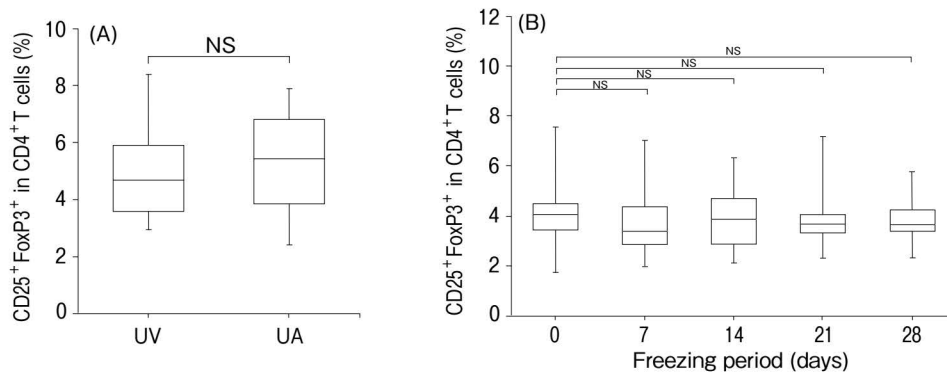 (A)
NS
CD25+FoxP3+ in CD4+T cells (%)
10
8
6
4
2
0
UV UA
(B)
CD25+FoxP3+ in CD4+T cells (%)
12
10
8
6
4
2
0
NS
NS
NS
NS
0 7 14 21 28
Freezing period (days)